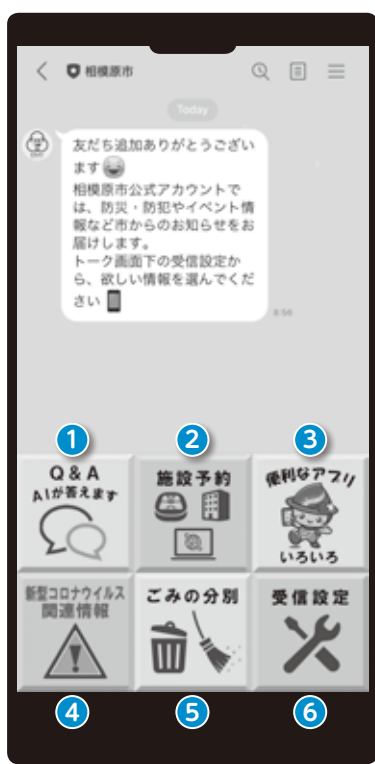 相模原市
Today
友だち追加ありがとうござい
ます
相模原市公式アカウントで
は、防災・防犯やイベント情
報など市からのお知らせをお
届けします。
トーク画面下の受信設定か
ら、欲しい情報を選んでくだ
さい
8:56
1
2
3
Q&A
AIが答えます
施設予約
便利なアプリ
いろいろ
新型コロナウイルス
関連情報
ごみの分別
受信設定
4
5
6